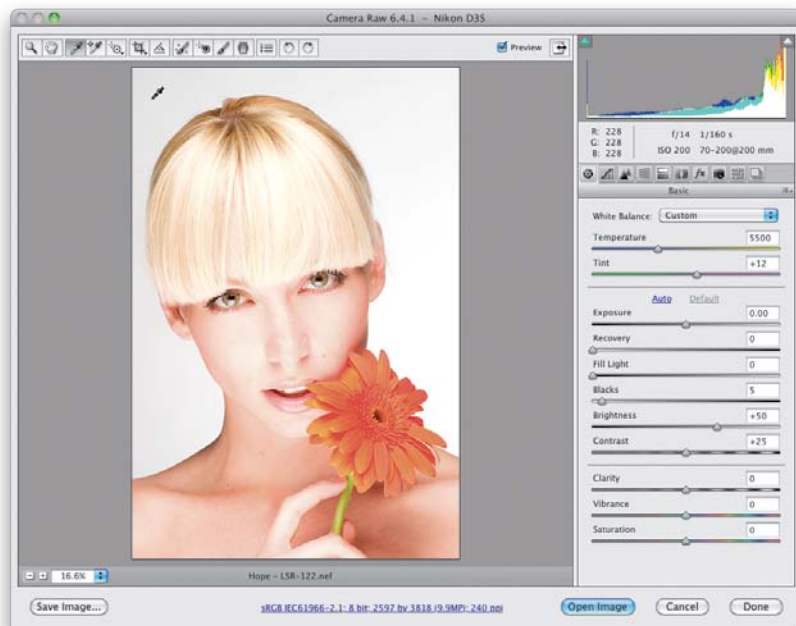 Camera Raw 6.4.1 – Nikon D3S
Preview
R: 228
G: 228
B: 228
f/14 1/160 s
ISO 200 70-200@200 mm
Basic
White Balance: Custom
Temperature 5500
Tint +12
Auto Default
Exposure 0.00
Recovery 0
Fill Light 0
Blacks 5
Brightness +50
Contrast +25
Clarity 0
Vibrance 0
Saturation 0
16.6%
Hope – LSR-122.nef
Save Image...
sRGB IEC61966-2.1; 8 bit; 2597 by 3818 (9.9MP); 240 ppi
Open Image
Cancel
Done